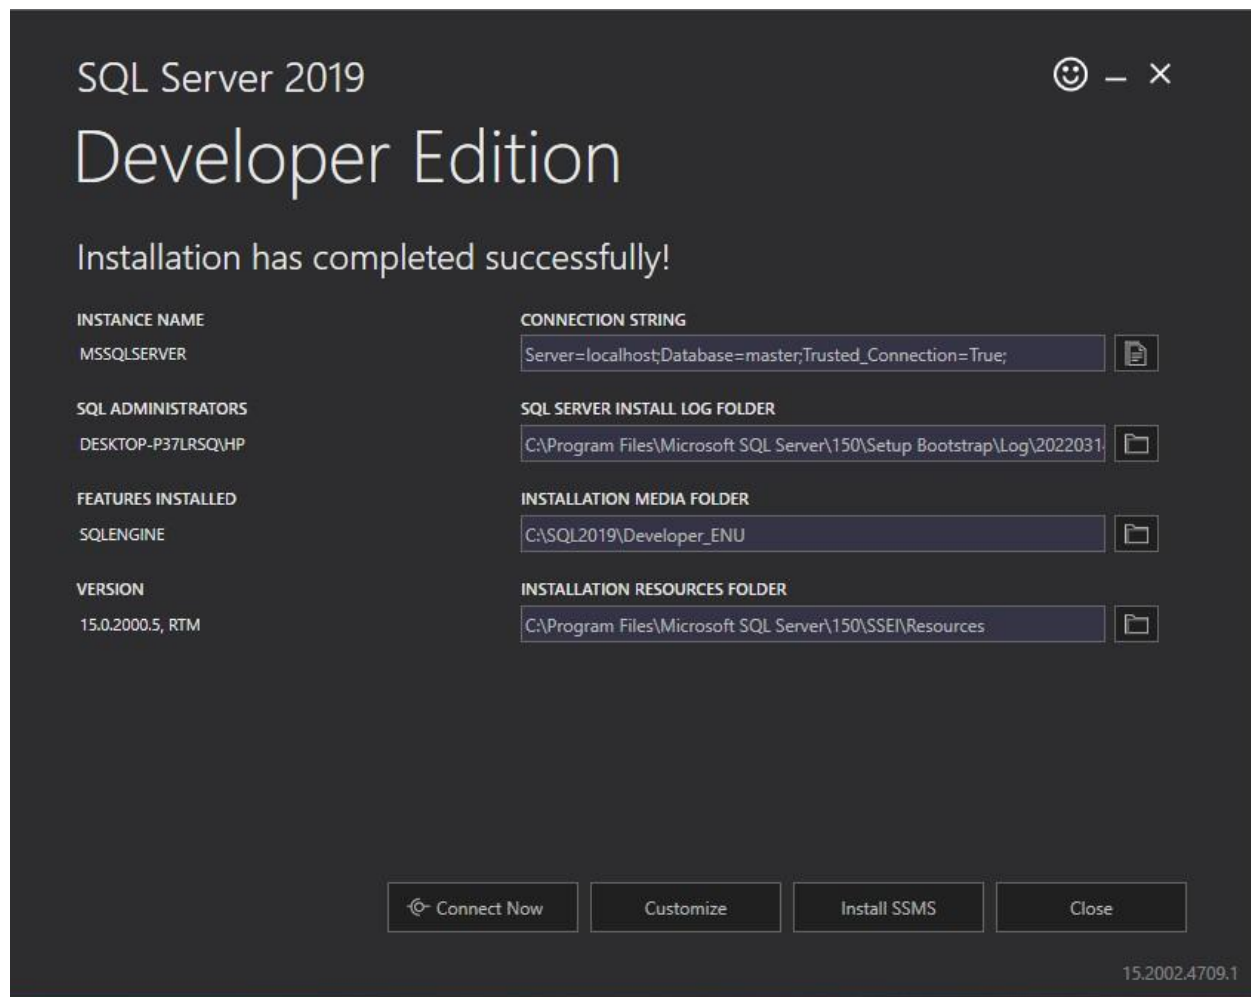 SQL Server 2019
Developer Edition
Installation has completed successfully!
INSTANCE NAME
MSSQLSERVER
CONNECTION STRING
Server=localhost;Database=master;Trusted_Connection=True;
SQL ADMINISTRATORS
DESKTOP-P37LRSQ\HP
SQL SERVER INSTALL LOG FOLDER
C:\Program Files\Microsoft SQL Server\150\Setup Bootstrap\Log\2022031
FEATURES INSTALLED
SQLENGINE
INSTALLATION MEDIA FOLDER
C:\SQL2019\Developer_ENU
VERSION
15.0.2000.5, RTM
INSTALLATION RESOURCES FOLDER
C:\Program Files\Microsoft SQL Server\150\SSEI\Resources
Connect Now
Customize
Install SSMS
Close
15.2002.4709.1